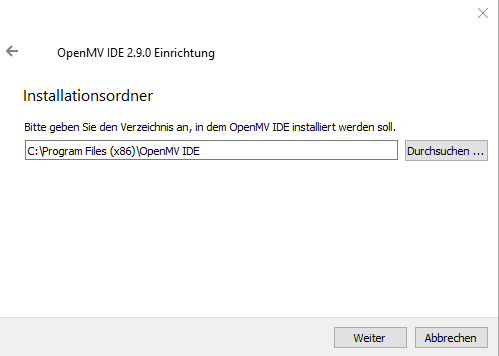 OpenMV IDE 2.9.0 Einrichtung
Installationsordner
Bitte geben Sie den Verzeichnis an, in dem OpenMV IDE installiert werden soll.
C:\Program Files (x86)\OpenMV IDE
Durchsuchen ...
Weiter
Abbrechen